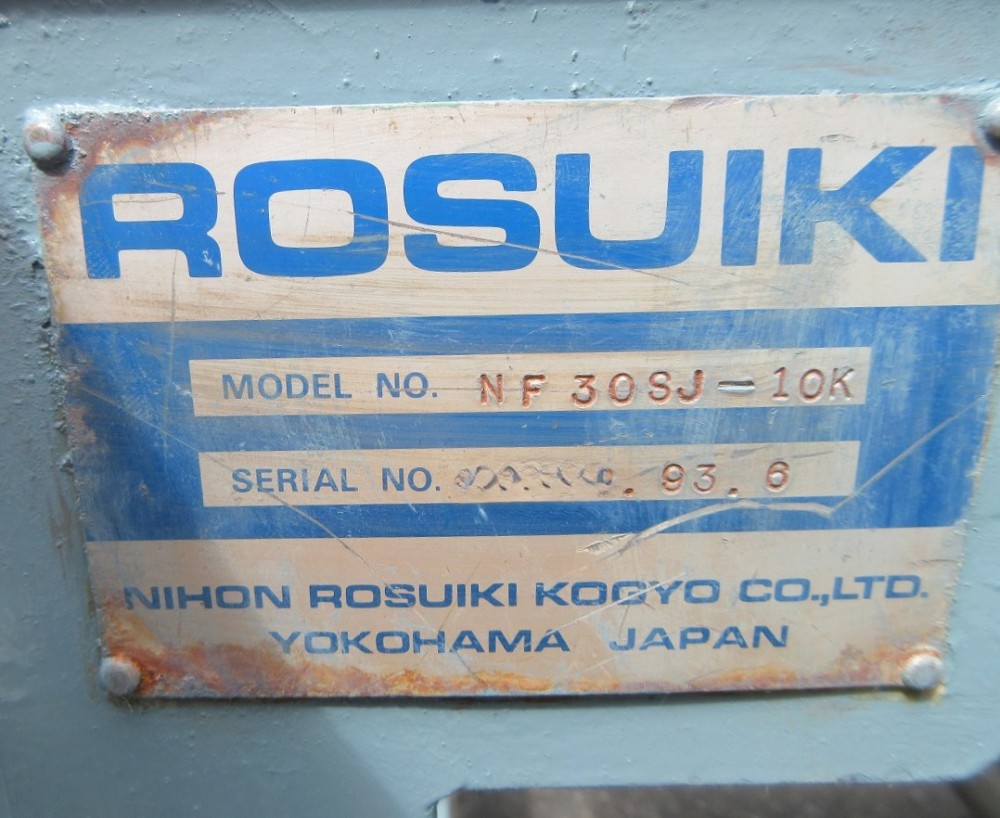 ROSUIKI
MODEL NO. NF30SJ-10K
SERIAL NO. .93.6
NIHON ROSUIKI KOGYO CO.,LTD.
YOKOHAMA JAPAN